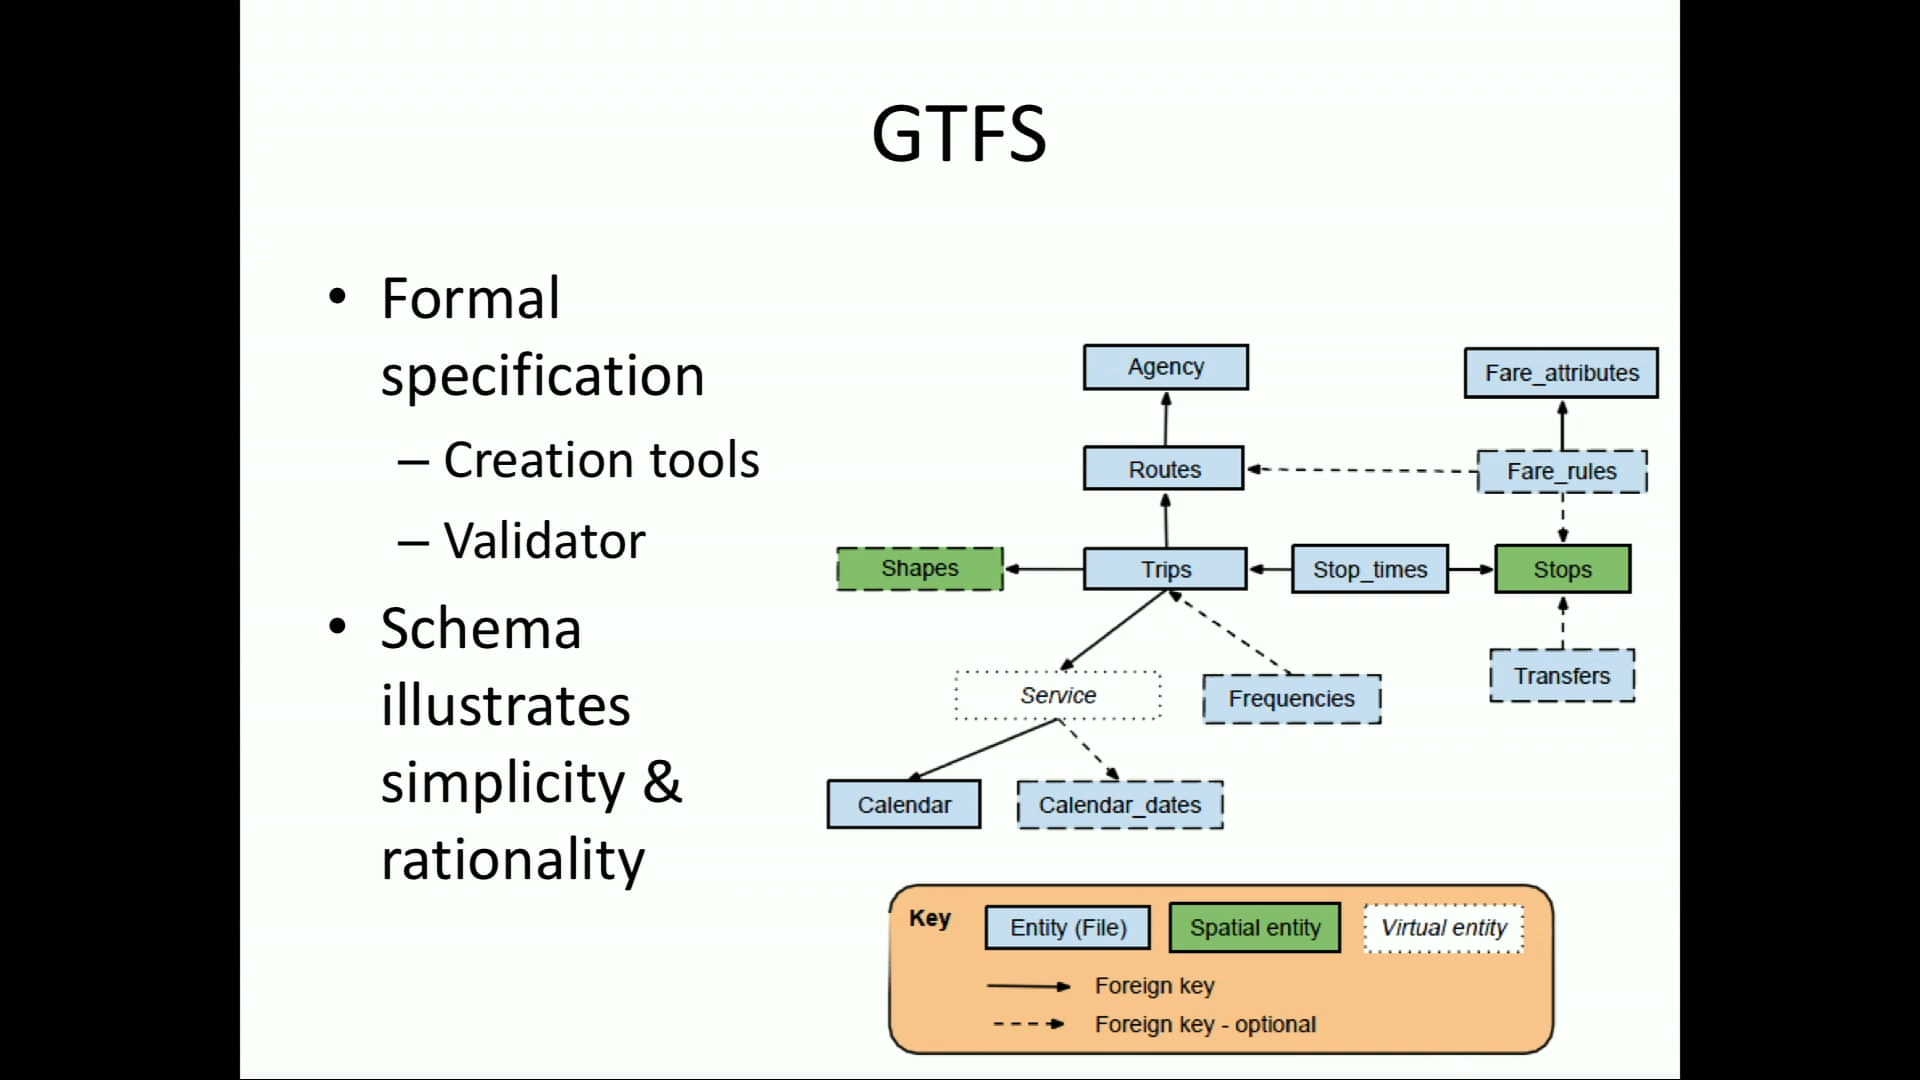 GTFS
• Formal
specification
– Creation tools
– Validator
• Schema
illustrates
simplicity &
rationality
Agency
Fare_attributes
Routes
Fare_rules
Shapes
Trips
Stop_times
Stops
Service
Frequencies
Transfers
Calendar
Calendar_dates
Key
Entity (File)
Spatial entity
Virtual entity
Foreign key
Foreign key - optional